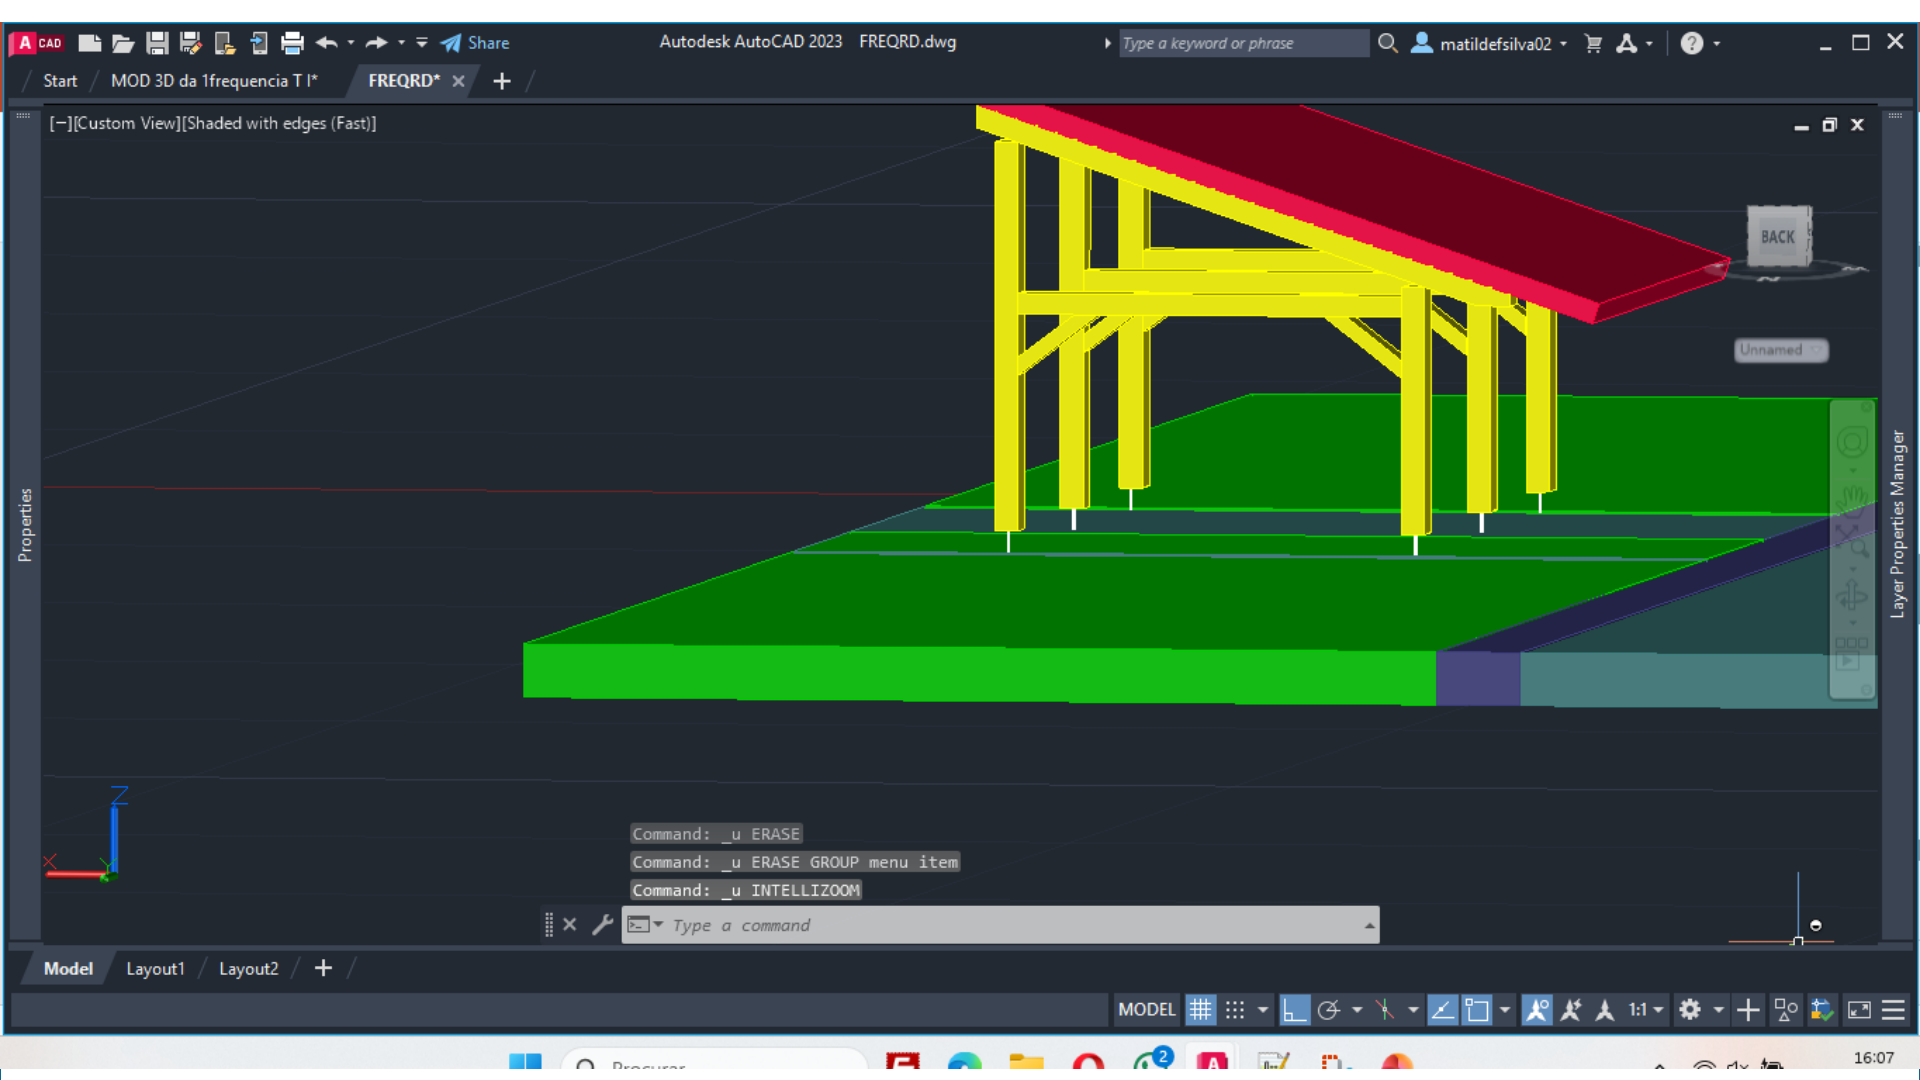 A CAD
Share
Autodesk AutoCAD 2023 FREQRD.dwg
Type a keyword or phrase
matildefsilva02
Start
MOD 3D da 1frequencia T I*
FREQRD*
[−][Custom View][Shaded with edges (Fast)]
BACK
Unnamed
Properties
Layer Properties Manager
Z
X
Y
Command: _u ERASE
Command: _u ERASE GROUP menu item
Command: _u INTELLIZOOM
Type a command
Model
Layout1
Layout2
MODEL
1:1
Procurar
2
16:07